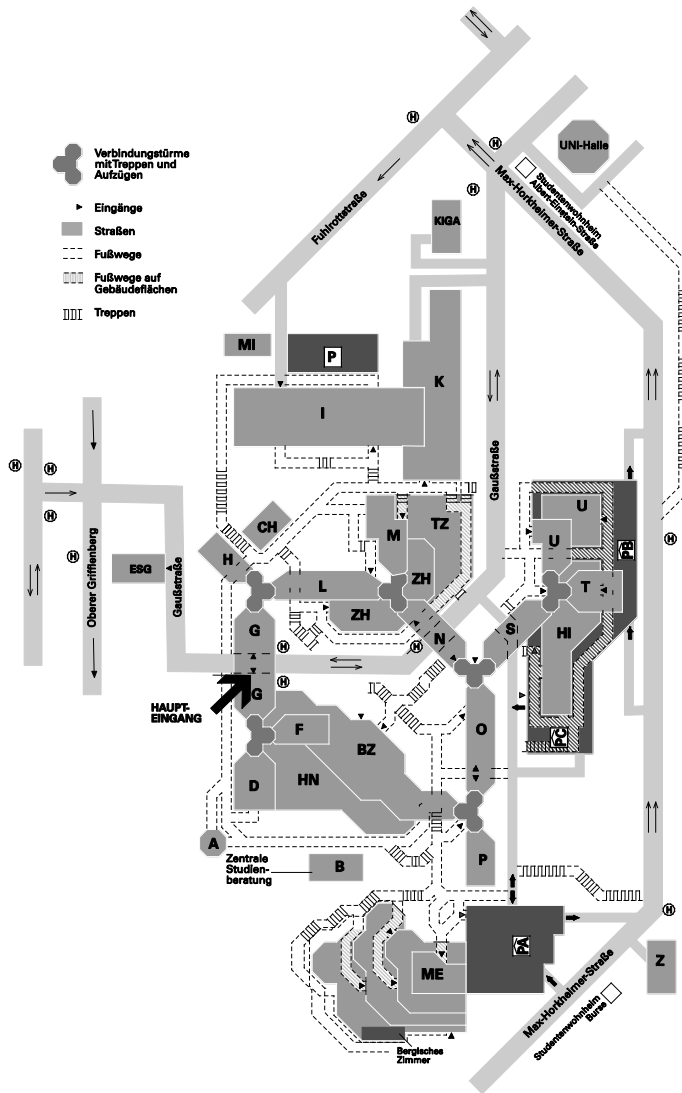 Verbindungstürme
mit Treppen und
Aufzügen
Eingänge
Straßen
Fußwege
Fußwege auf
Gebäudeflächen
Treppen
H
H
H
UNI-Halle
Studentenwohnheim
Albert-Einstein-Straße
Max-Horkheimer-Straße
Fuhlrottstraße
KIGA
MI
P
K
I
Gaußstraße
H
H
H
H
Oberer Grifflenberg
ESG
Gaußstraße
CH
H
M
TZ
ZH
L
ZH
N
S
U
U
T
HI
PB
PC
H
G
G
H
H
H
HAUPT-
EINGANG
F
BZ
O
D
HN
A
Zentrale
Studien-
beratung
B
P
PA
ME
Bergisches
Zimmer
H
Z
Max-Horkheimer-Straße
Studentenwohnheim
Burse